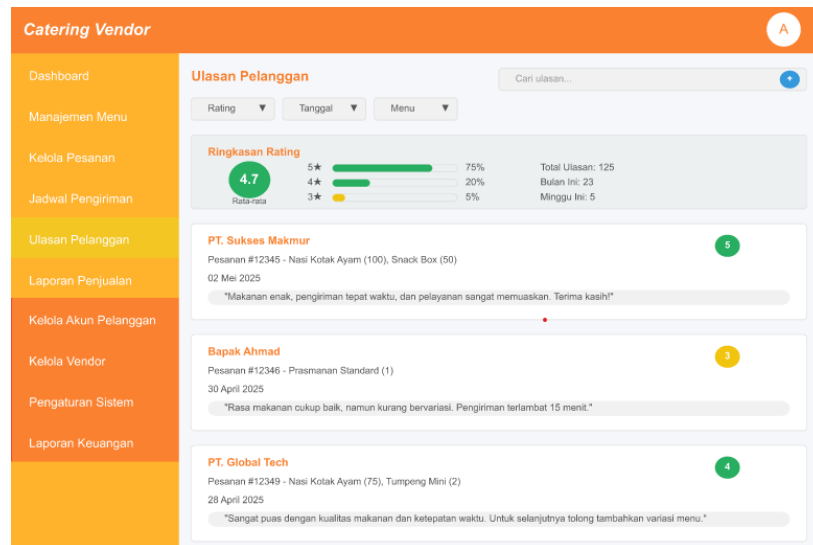 Catering Vendor
A
Dashboard
Manajemen Menu
Kelola Pesanan
Jadwal Pengiriman
Ulasan Pelanggan
Laporan Penjualan
Kelola Akun Pelanggan
Kelola Vendor
Pengaturan Sistem
Laporan Keuangan
Ulasan Pelanggan
Cari ulasan...
+
Rating ▼
Tanggal ▼
Menu ▼
Ringkasan Rating
4.7
Rata-rata
5★ 75%
4★ 20%
3★ 5%
Total Ulasan: 125
Bulan Ini: 23
Minggu Ini: 5
PT. Sukses Makmur
5
Pesanan #12345 - Nasi Kotak Ayam (100), Snack Box (50)
02 Mei 2025
"Makanan enak, pengiriman tepat waktu, dan pelayanan sangat memuaskan. Terima kasih!"
Bapak Ahmad
3
Pesanan #12346 - Prasmanan Standard (1)
30 April 2025
"Rasa makanan cukup baik, namun kurang bervariasi. Pengiriman terlambat 15 menit."
PT. Global Tech
4
Pesanan #12349 - Nasi Kotak Ayam (75), Tumpeng Mini (2)
28 April 2025
"Sangat puas dengan kualitas makanan dan ketepatan waktu. Untuk selanjutnya tolong tambahkan variasi menu."